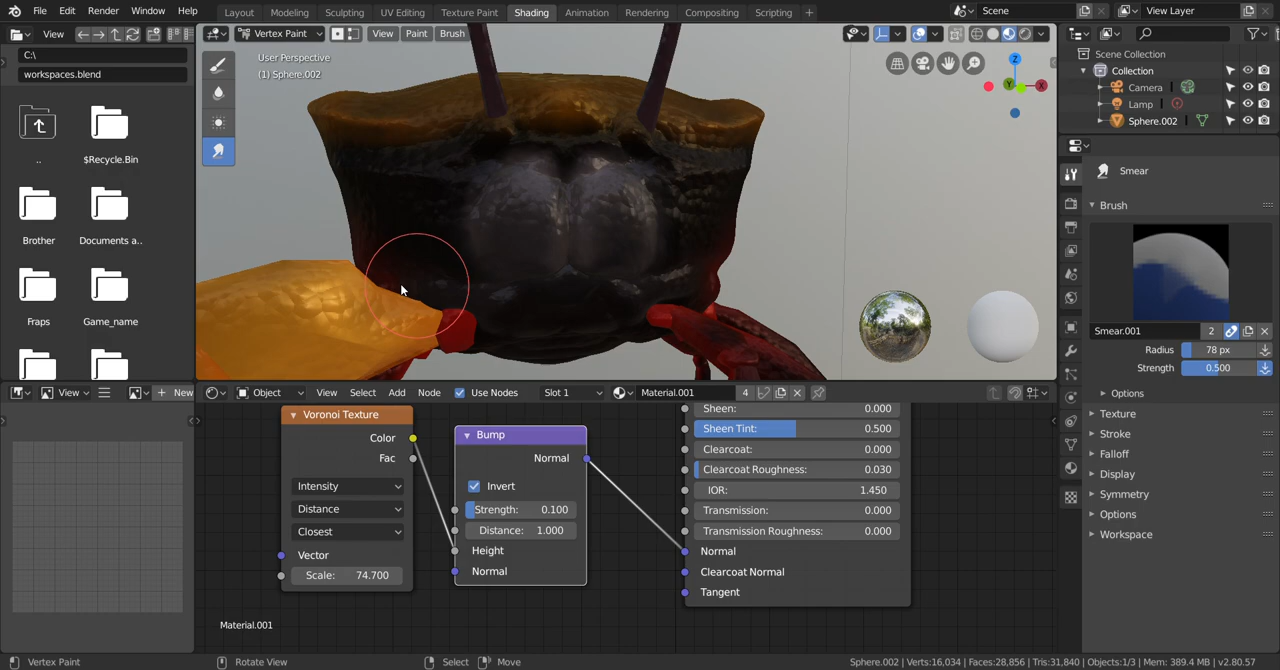 File Edit Render Window Help Layout Modeling Sculpting UV Editing Texture Paint Shading Animation Rendering Compositing Scripting + Scene View Layer
View Vertex Paint View Paint Brush
C:\
workspaces.blend
User Perspective
(1) Sphere.002
Z
Y X
Scene Collection
Collection
Camera
Lamp
Sphere.002
..
$Recycle.Bin
Brother
Documents a..
Fraps
Game_name
Smear
Brush
Smear.001 2
Radius 78 px
Strength 0.500
Options
Texture
Stroke
Falloff
Display
Symmetry
Options
Workspace
View + New Object View Select Add Node Use Nodes Slot 1 Material.001 4
Voronoi Texture
Color
Fac
Intensity
Distance
Closest
Vector
Scale: 74.700
Bump
Normal
Invert
Strength: 0.100
Distance: 1.000
Height
Normal
Sheen: 0.000
Sheen Tint: 0.500
Clearcoat: 0.000
Clearcoat Roughness: 0.030
IOR: 1.450
Transmission: 0.000
Transmission Roughness: 0.000
Normal
Clearcoat Normal
Tangent
Material.001
Vertex Paint Rotate View Select Move Sphere.002 | Verts:16,034 | Faces:28,856 | Tris:31,840 | Objects:1/3 | Mem: 389.4 MB | v2.80.57